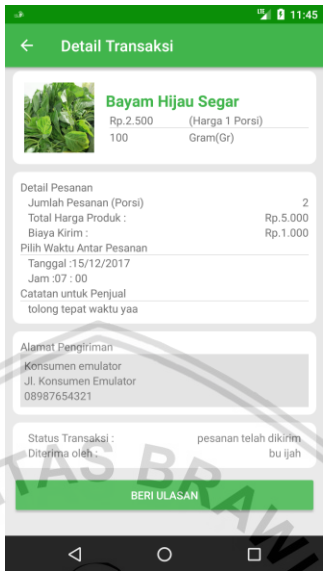 11:45
Detail Transaksi
Bayam Hijau Segar
Rp.2.500 (Harga 1 Porsi)
100 Gram(Gr)
Detail Pesanan
Jumlah Pesanan (Porsi) 2
Total Harga Produk : Rp.5.000
Biaya Kirim : Rp.1.000
Pilih Waktu Antar Pesanan
Tanggal :15/12/2017
Jam :07 : 00
Catatan untuk Penjual
tolong tepat waktu yaa
Alamat Pengiriman
Konsumen emulator
Jl. Konsumen Emulator
08987654321
Status Transaksi : pesanan telah dikirim
Diterima oleh : bu ijah
TAS BRAWI
BERI ULASAN